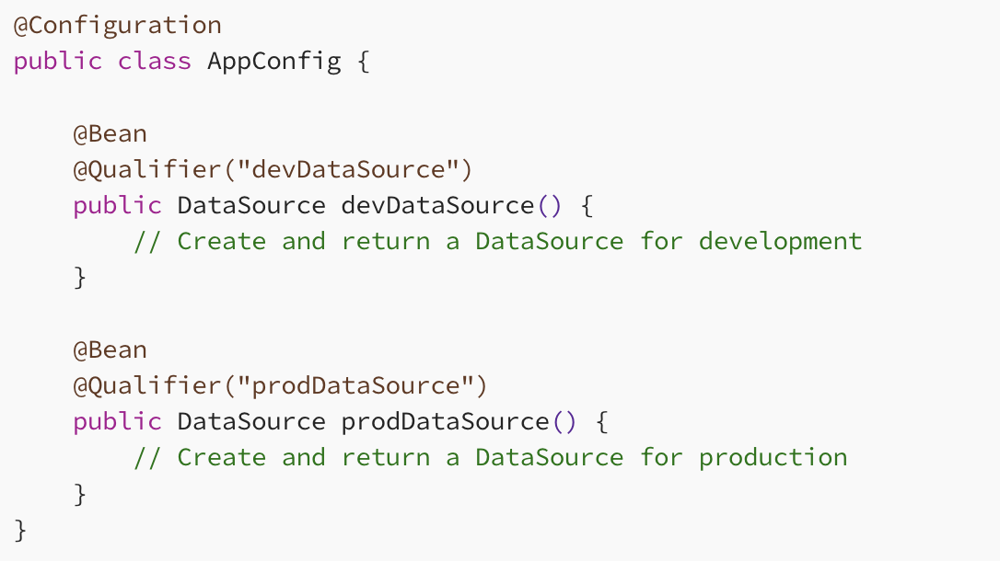 @Configuration
public class AppConfig {
@Bean
@Qualifier("devDataSource")
public DataSource devDataSource() {
// Create and return a DataSource for development
}
@Bean
@Qualifier("prodDataSource")
public DataSource prodDataSource() {
// Create and return a DataSource for production
}
}